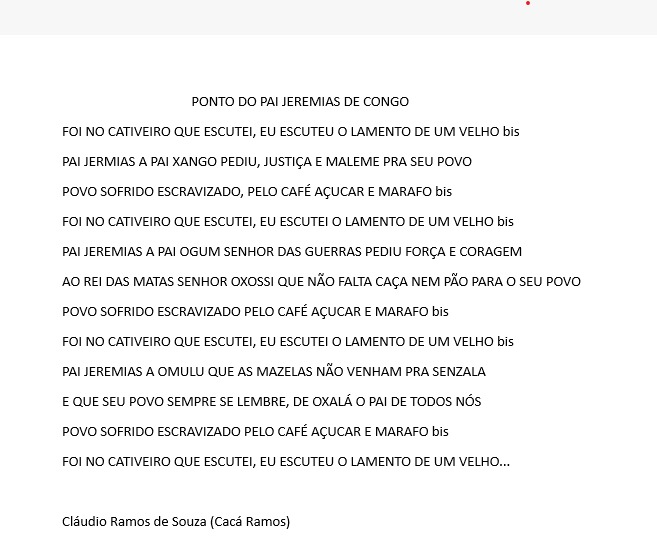 PONTO DO PAI JEREMIAS DE CONGO
FOI NO CATIVEIRO QUE ESCUTEI, EU ESCUTEU O LAMENTO DE UM VELHO bis
PAI JERMIAS A PAI XANGO PEDIU, JUSTIÇA E MALEME PRA SEU POVO
POVO SOFRIDO ESCRAVIZADO, PELO CAFÉ AÇUCAR E MARAFO bis
FOI NO CATIVEIRO QUE ESCUTEI, EU ESCUTEI O LAMENTO DE UM VELHO bis
PAI JEREMIAS A PAI OGUM SENHOR DAS GUERRAS PEDIU FORÇA E CORAGEM
AO REI DAS MATAS SENHOR OXOSSI QUE NÃO FALTA CAÇA NEM PÃO PARA O SEU POVO
POVO SOFRIDO ESCRAVIZADO PELO CAFÉ AÇUCAR E MARAFO bis
FOI NO CATIVEIRO QUE ESCUTEI, EU ESCUTEI O LAMENTO DE UM VELHO bis
PAI JEREMIAS A OMULU QUE AS MAZELAS NÃO VENHAM PRA SENZALA
E QUE SEU POVO SEMPRE SE LEMBRE, DE OXALÁ O PAI DE TODOS NÓS
POVO SOFRIDO ESCRAVIZADO PELO CAFÉ AÇUCAR E MARAFO bis
FOI NO CATIVEIRO QUE ESCUTEI, EU ESCUTEU O LAMENTO DE UM VELHO...
Cláudio Ramos de Souza (Cacá Ramos)